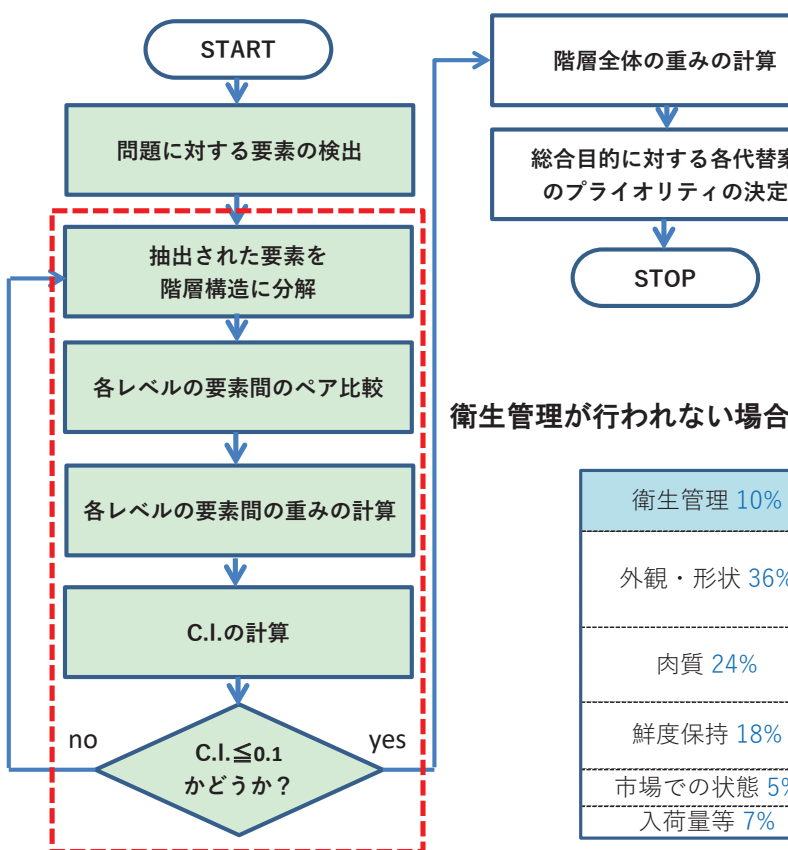 START
問題に対する要素の検出
抽出された要素を
階層構造に分解
各レベルの要素間のペア比較
各レベルの要素間の重みの計算
C.I.の計算
no
C.I.≦0.1
かどうか？
yes
階層全体の重みの計算
総合目的に対する各代替案
のプライオリティの決定
STOP
衛生管理が行われない場合
衛生管理 10%
外観・形状 36%
肉質 24%
鮮度保持 18%
市場での状態 5%
入荷量等 7%